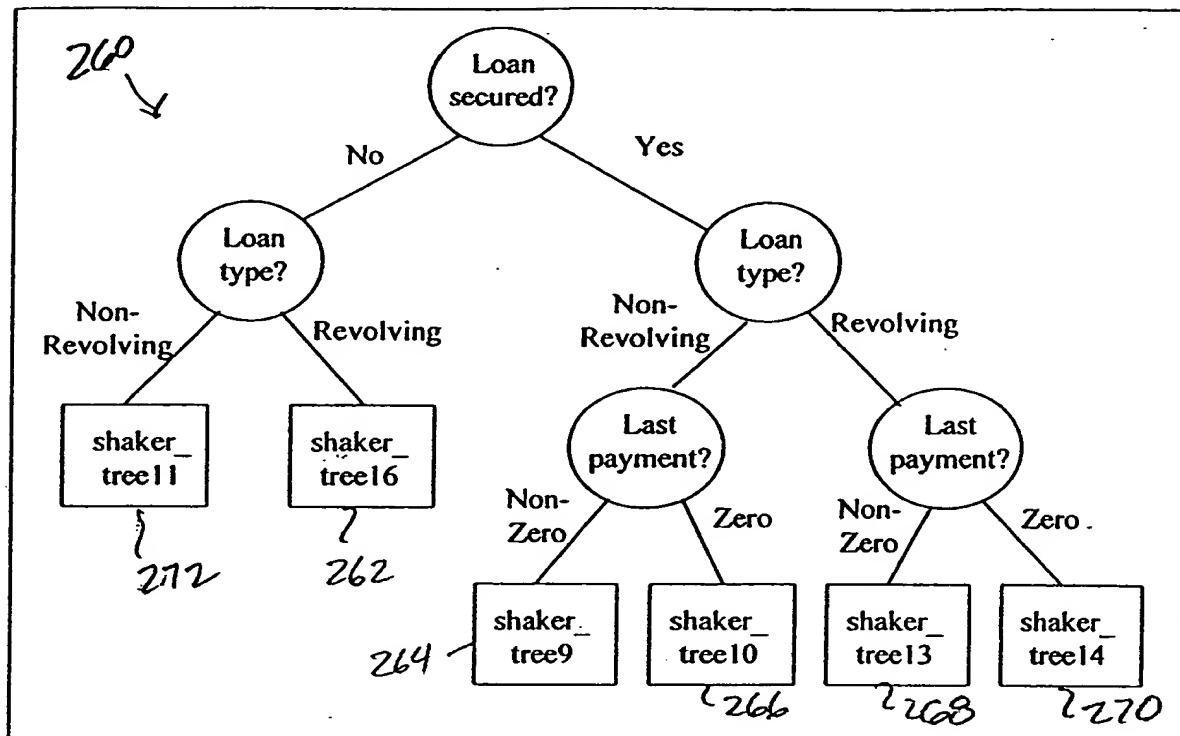 260
Loan
secured?
No
Yes
Loan
type?
Loan
type?
Non-
Revolving
Revolving
Non-
Revolving
Revolving
shaker_
tree11
shaker_
tree16
Last
payment?
Last
payment?
272
262
Non-
Zero
Zero
Non-
Zero
Zero
264
shaker_
tree9
shaker_
tree10
shaker_
tree13
shaker_
tree14
266
268
270